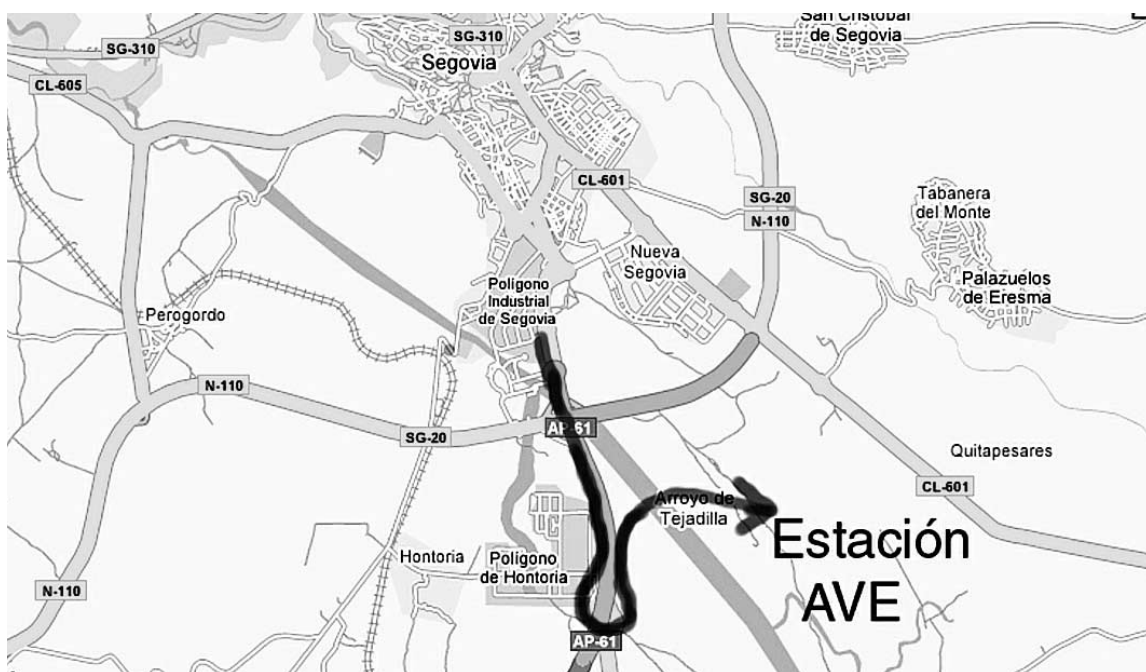 SG-310
SG-310
San Cristobal
de Segovia
Segovia
CL-605
CL-601
SG-20
N-110
Tabanera
del Monte
Nueva
Segovia
Palazuelos
de Eresma
Polígono
Industrial
de Segovia
Perogordo
N-110
AP-61
SG-20
Quitapesares
CL-601
Arroyo de
Tejadilla
Estación
AVE
Hontoria
Polígono
de Hontoria
N-110
AP-61